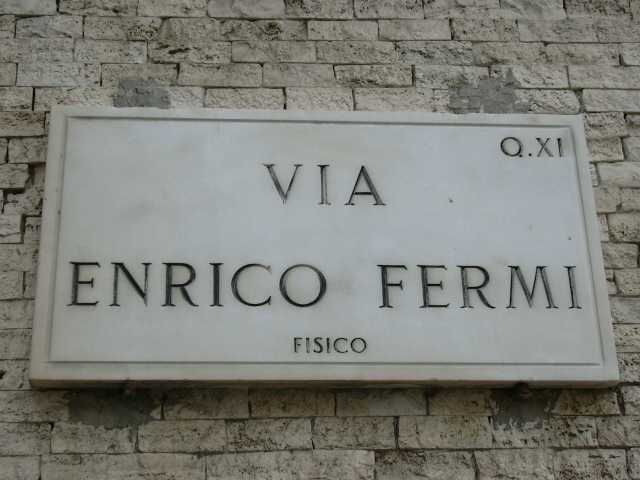 Q.XI
VIA
ENRICO FERMI
FISICO